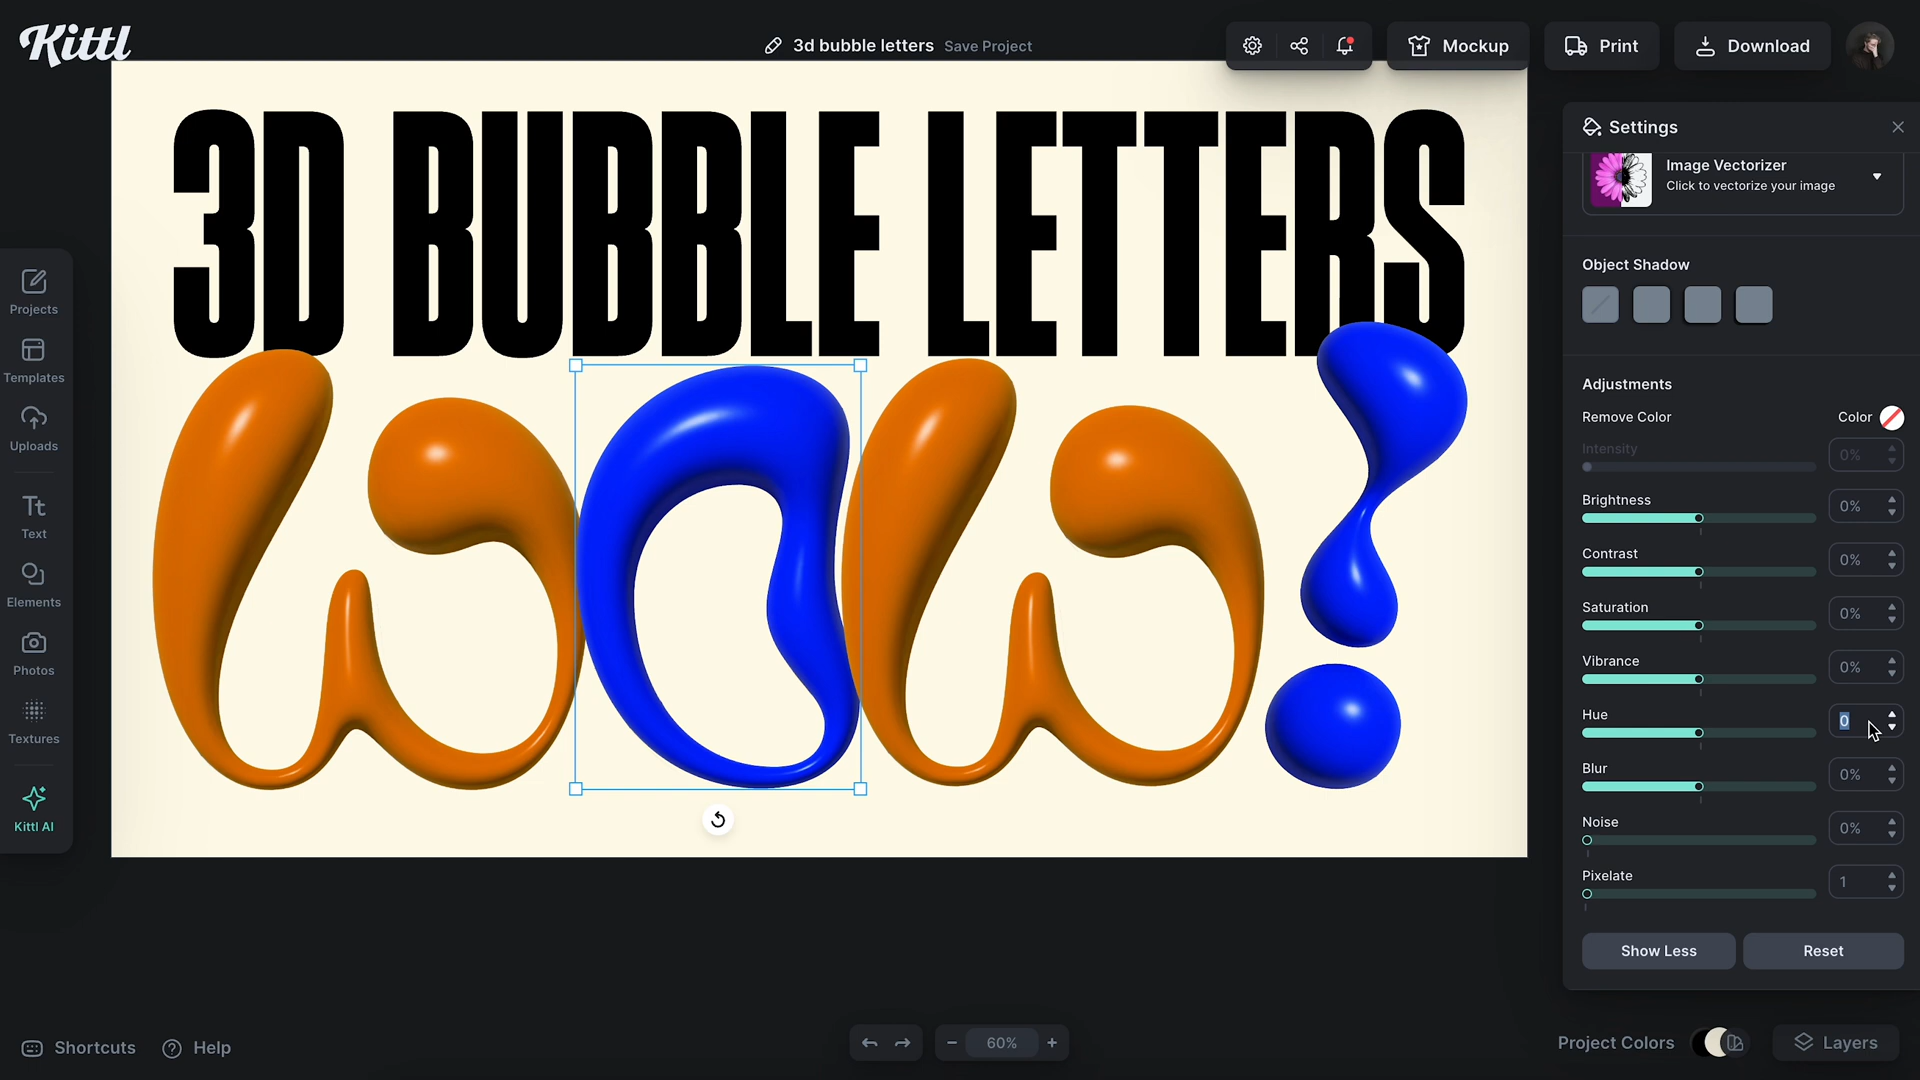 Kittl
3d bubble letters Save Project
Mockup
Print
Download
3D BUBBLE LETTERS
wow!
Projects
Templates
Uploads
Tt
Text
Elements
Photos
Textures
Kittl AI
Settings
Image Vectorizer
Click to vectorize your image
Object Shadow
Adjustments
Remove Color Color
Intensity 0%
Brightness 0%
Contrast 0%
Saturation 0%
Vibrance 0%
Hue 0
Blur 0%
Noise 0%
Pixelate 1
Show Less Reset
Shortcuts Help
60%
Project Colors Layers